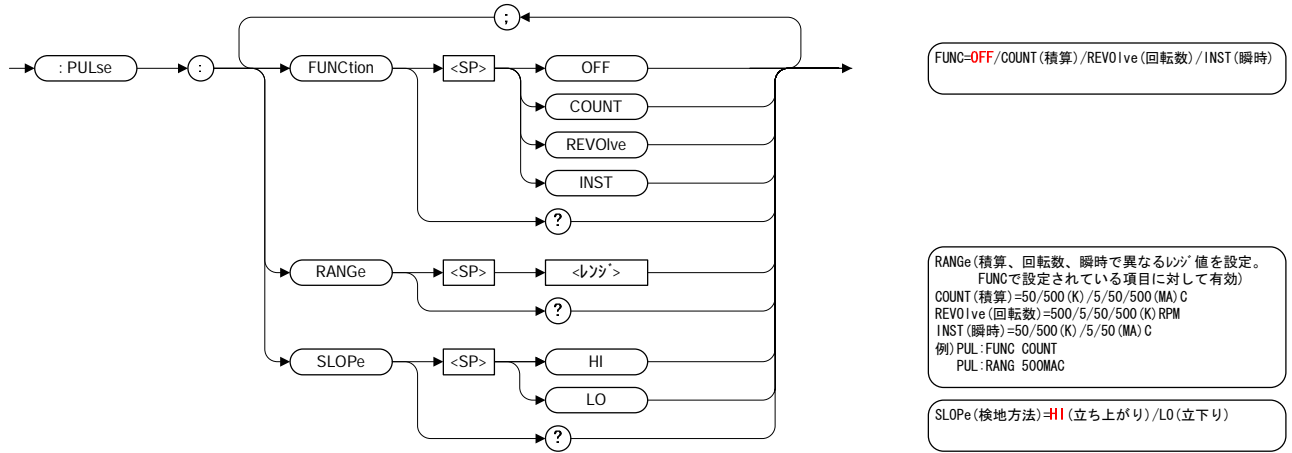 ;
: PULse
:
FUNCtion
<SP>
OFF
COUNT
REVOlve
INST
?
RANGe
<SP>
<ﾚﾝｼﾞ>
?
SLOPe
<SP>
HI
LO
?
FUNC=OFF/COUNT(積算)/REVOlve(回転数)/INST(瞬時)
RANGe(積算、回転数、瞬時で異なるﾚﾝｼﾞ値を設定。
FUNCで設定されている項目に対して有効)
COUNT(積算)=50/500(K)/5/50/500(MA)C
REVOlve(回転数)=500/5/50/500(K)RPM
INST(瞬時)=50/500(K)/5/50(MA)C
例)PUL:FUNC COUNT
PUL:RANG 500MAC
SLOPe(検地方法)=HI(立ち上がり)/LO(立下り)